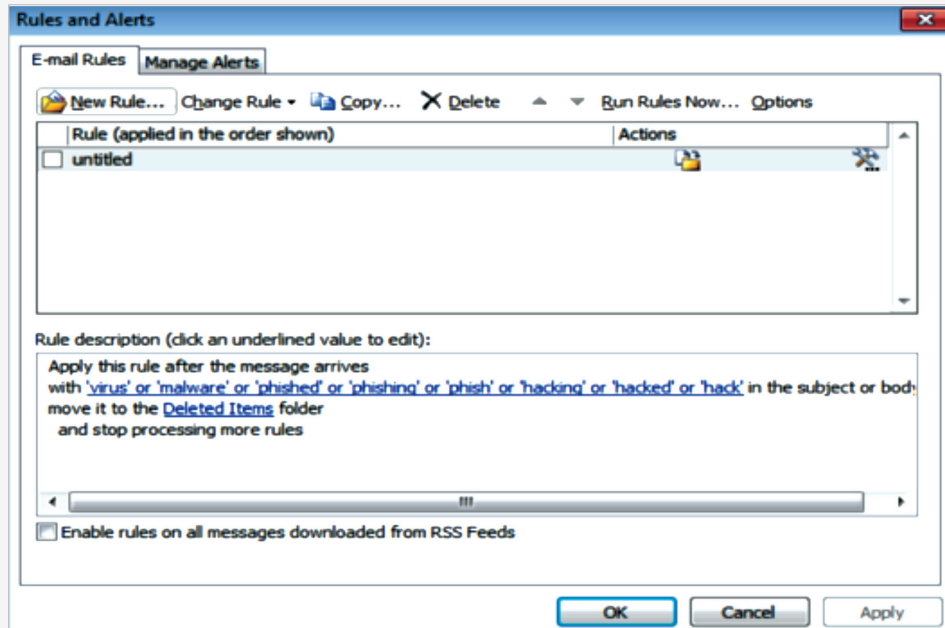 Rules and Alerts
E-mail Rules Manage Alerts
New Rule... Change Rule Copy... Delete Run Rules Now... Options
Rule (applied in the order shown) Actions
untitled
Rule description (click an underlined value to edit):
Apply this rule after the message arrives
with 'virus' or 'malware' or 'phished' or 'phishing' or 'phish' or 'hacking' or 'hacked' or 'hack' in the subject or body
move it to the Deleted Items folder
and stop processing more rules
Enable rules on all messages downloaded from RSS Feeds
OK Cancel Apply